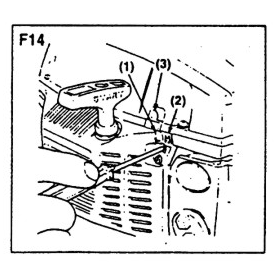 F14
(1) (3)
(2)
START